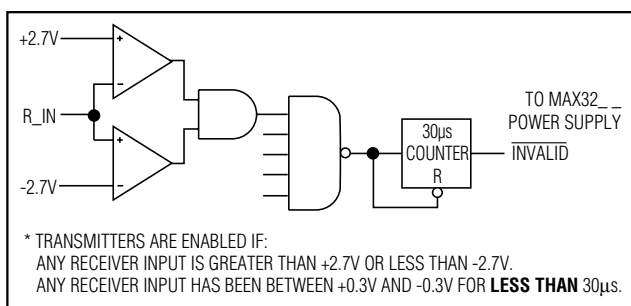 +2.7V
+
-
R_IN
+
-
-2.7V
30µs
COUNTER
R
TO MAX32_ _
POWER SUPPLY
INVALID
* TRANSMITTERS ARE ENABLED IF:
ANY RECEIVER INPUT IS GREATER THAN +2.7V OR LESS THAN -2.7V.
ANY RECEIVER INPUT HAS BEEN BETWEEN +0.3V AND -0.3V FOR LESS THAN 30µs.